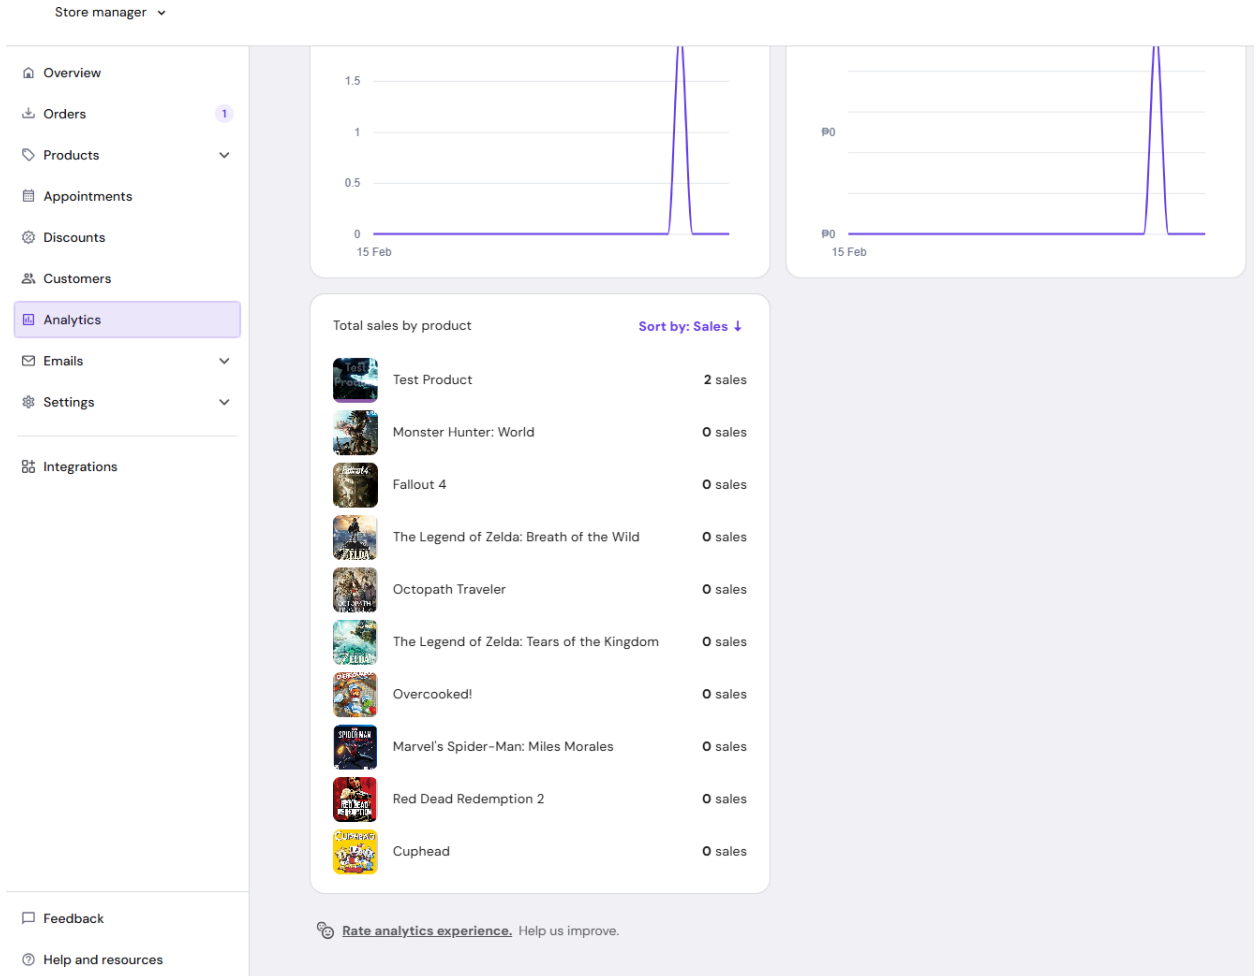 Store manager
Overview
Orders 1
Products
Appointments
Discounts
Customers
Analytics
Emails
Settings
Integrations
Feedback
Help and resources
1.5
1
0.5
0
15 Feb
₱0
₱0
15 Feb
Total sales by product Sort by: Sales ↓
Test Product 2 sales
Monster Hunter: World 0 sales
Fallout 4 0 sales
The Legend of Zelda: Breath of the Wild 0 sales
Octopath Traveler 0 sales
The Legend of Zelda: Tears of the Kingdom 0 sales
Overcooked! 0 sales
Marvel's Spider-Man: Miles Morales 0 sales
Red Dead Redemption 2 0 sales
Cuphead 0 sales
Rate analytics experience. Help us improve.